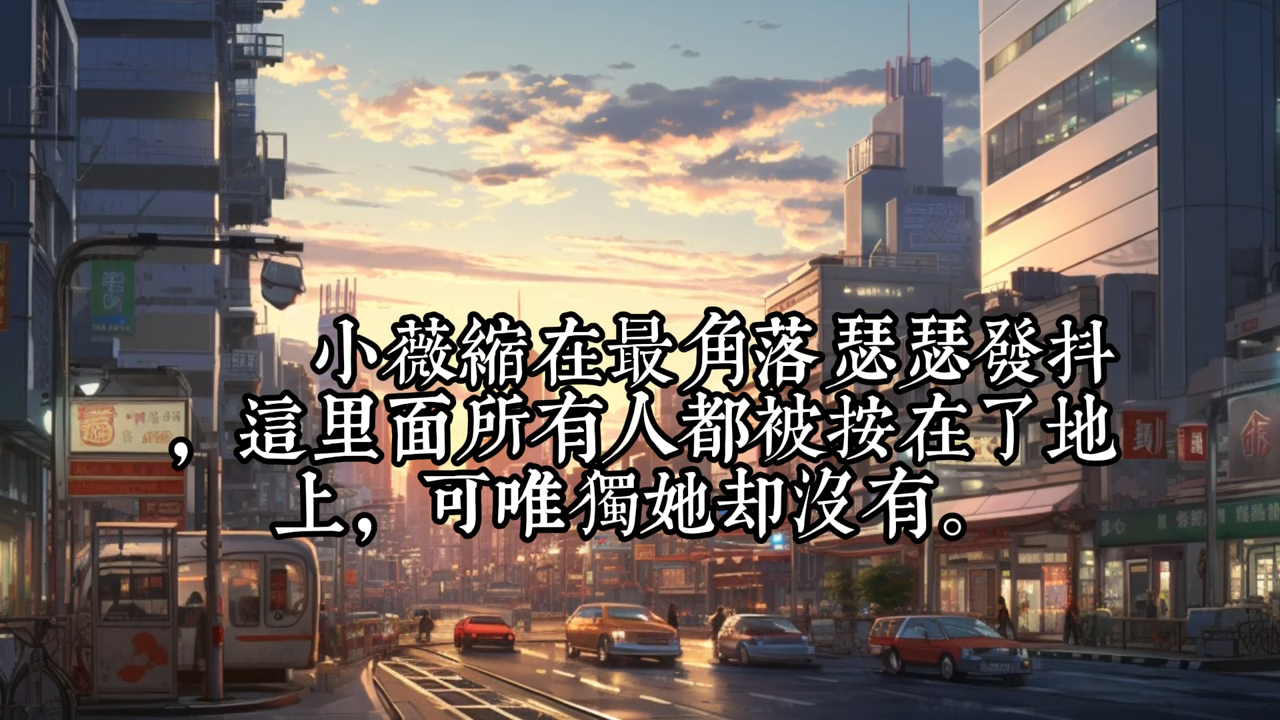 小薇縮在最角落瑟瑟發抖
，這里面所有人都被按在了地
上，可唯獨她却沒有。